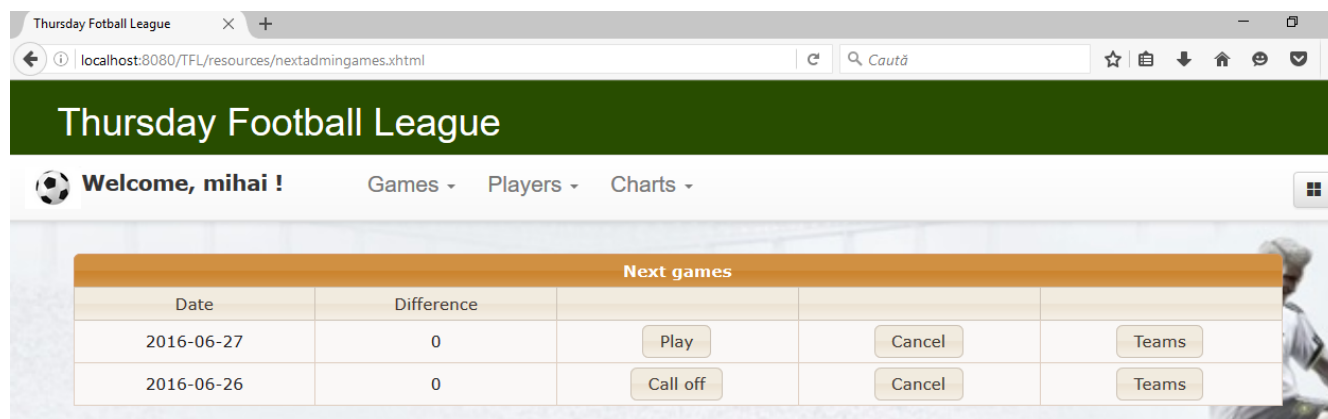 Thursday Fotball League
localhost:8080/TFL/resources/nextadmingames.xhtml Caută
Thursday Football League
Welcome, mihai ! Games Players Charts
Next games
Date Difference
2016-06-27 0 Play Cancel Teams
2016-06-26 0 Call off Cancel Teams